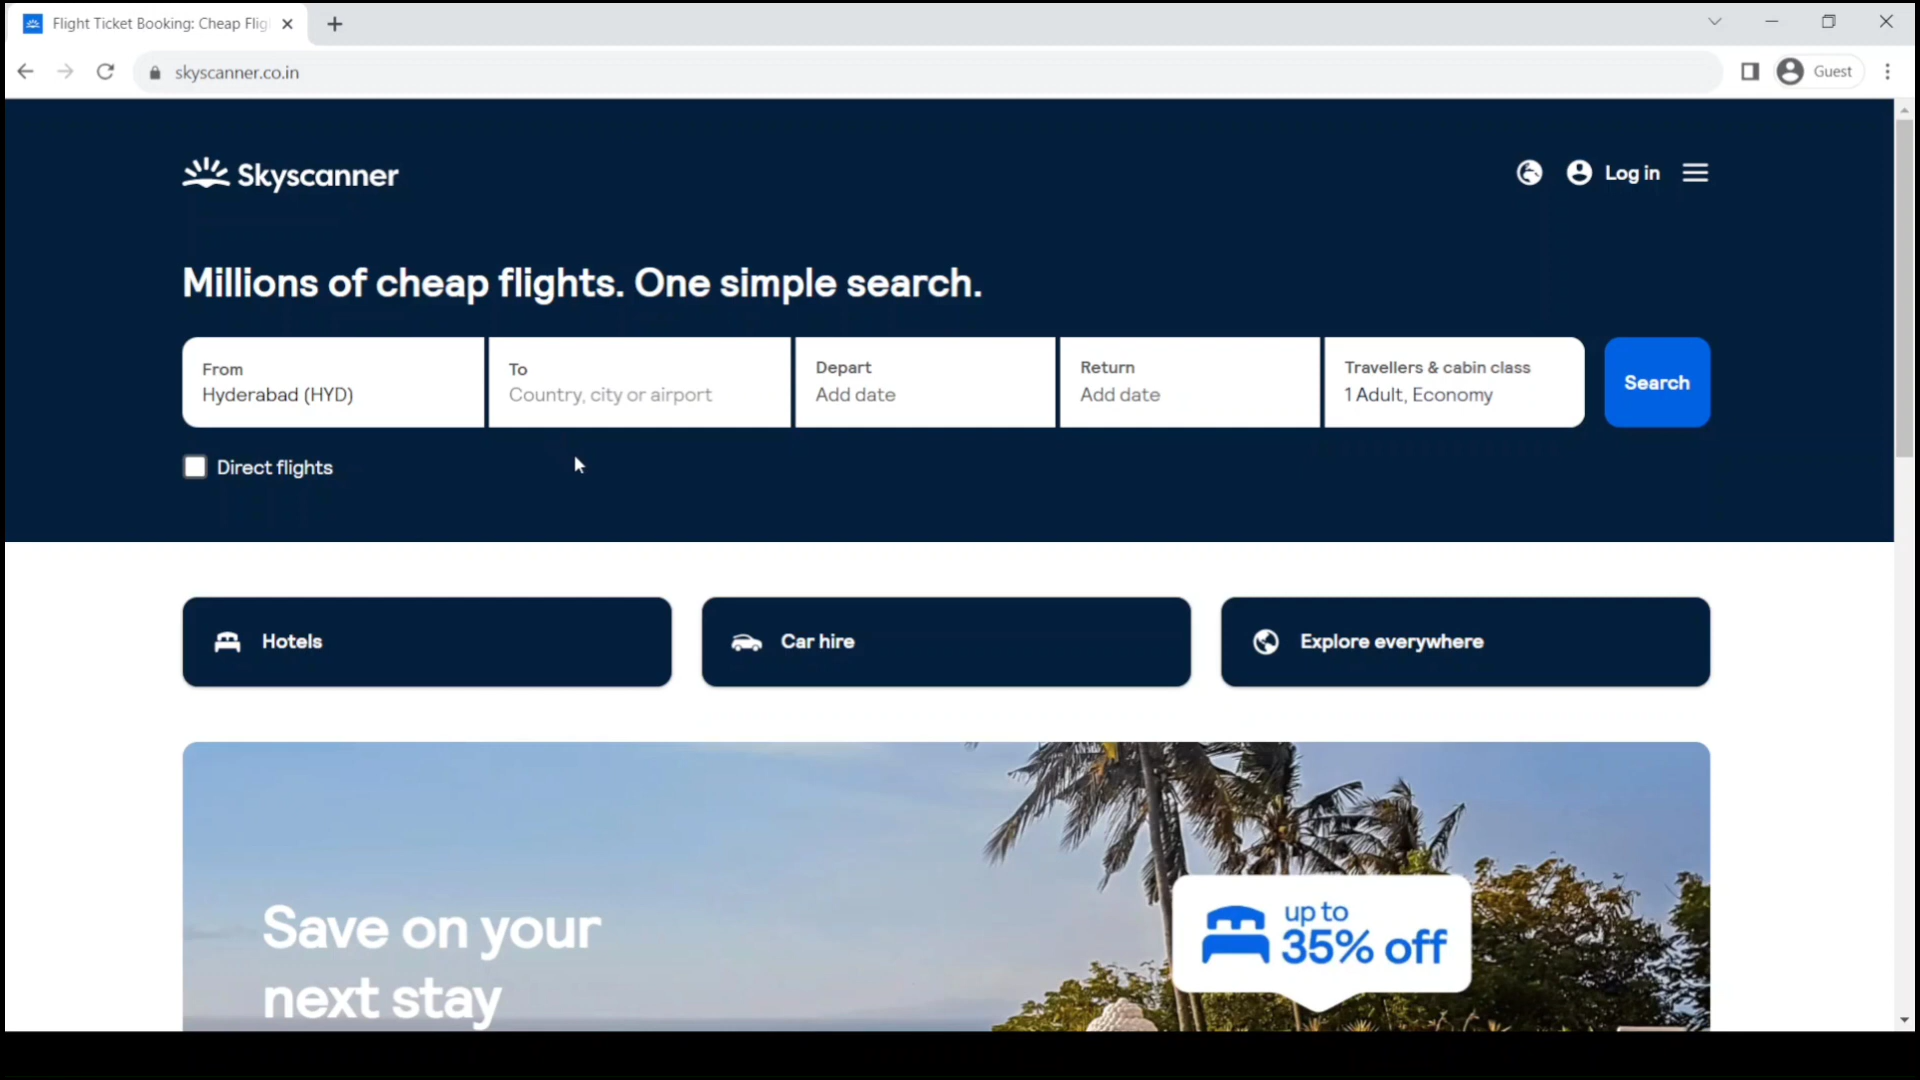 Flight Ticket Booking: Cheap Flig
skyscanner.co.in
Guest
Skyscanner
Log in
Millions of cheap flights. One simple search.
From
Hyderabad (HYD)
To
Country, city or airport
Depart
Add date
Return
Add date
Travellers & cabin class
1 Adult, Economy
Search
Direct flights
Hotels
Car hire
Explore everywhere
Save on your
next stay
up to
35% off